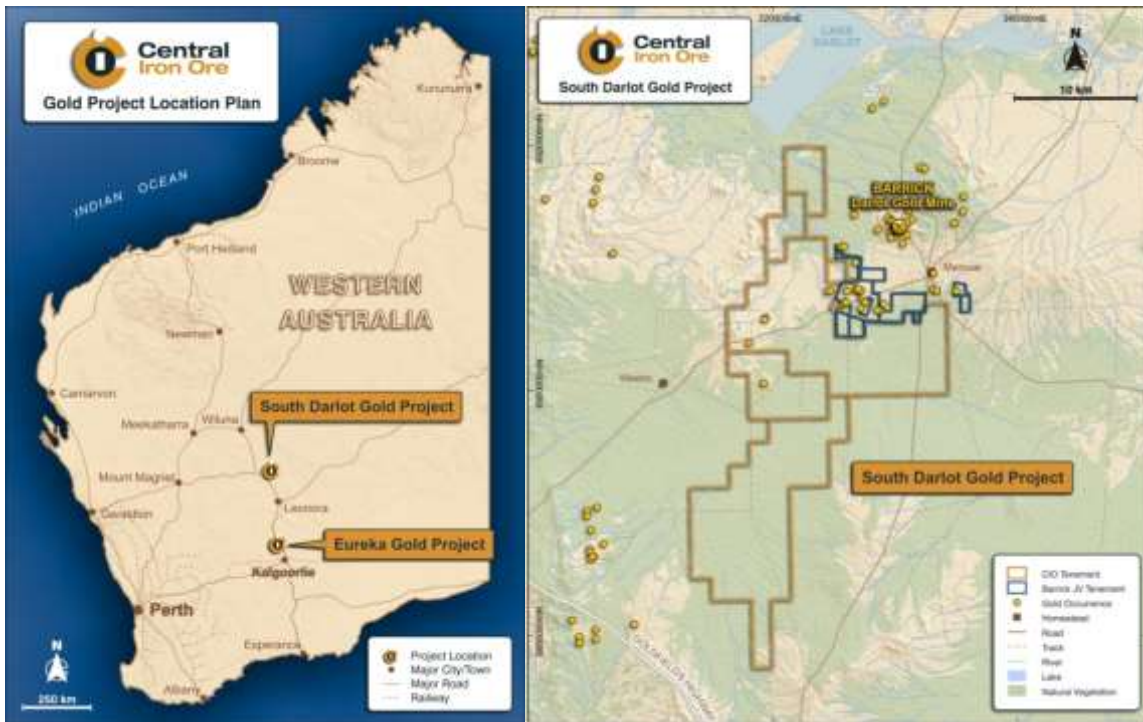 Central
Iron Ore
Gold Project Location Plan
Kununurra
Broome
INDIAN OCEAN
Port Hedland
WESTERN
AUSTRALIA
Newman
Carnarvon
South Darlot Gold Project
Meekatharra
Wiluna
Mount Magnet
Leonora
Geraldton
Eureka Gold Project
Kalgoorlie
Perth
Esperance
Albany
N
250 km
Project Location
Major City/Town
Major Road
Railway
Central
Iron Ore
South Darlot Gold Project
LAKE
DARLOT
N
10 km
BARRICK
Darlot Gold Mine
South Darlot Gold Project
GOLDFIELDS HIGHWAY
CIO Tenement
Barrick JV Tenement
Gold Occurrence
Homestead
Road
Track
River
Lake
Natural Vegetation